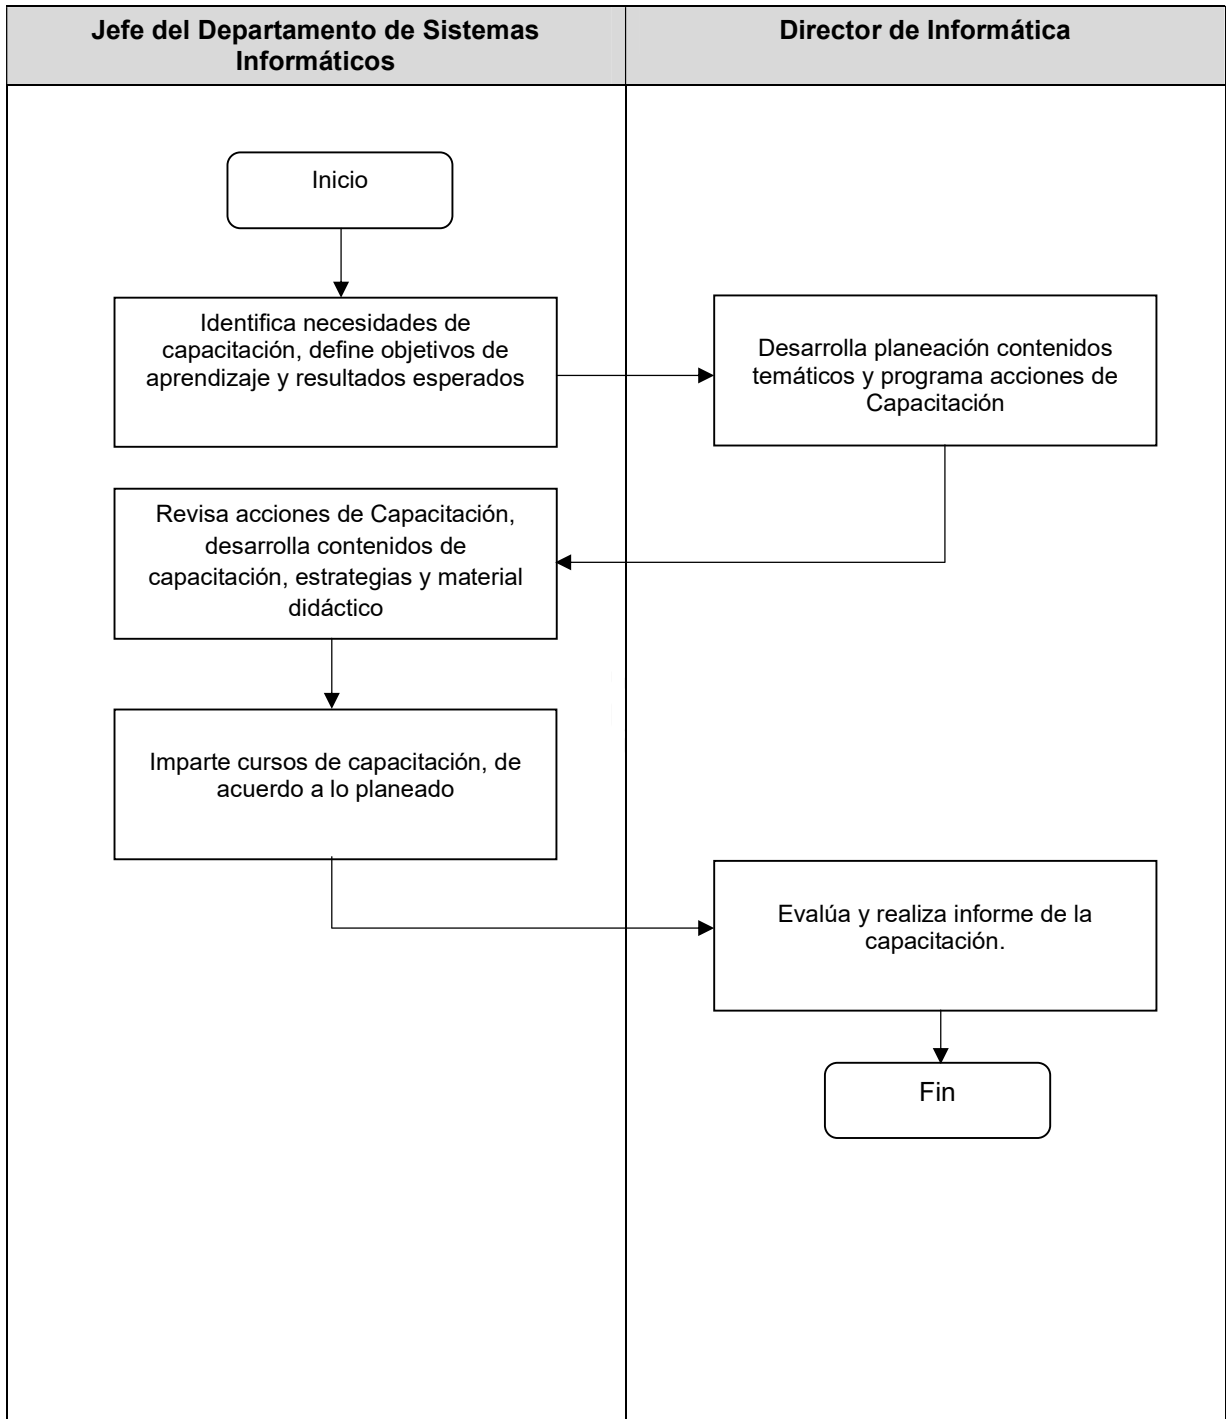 Jefe del Departamento de Sistemas
Informáticos
Director de Informática
Inicio
Identifica necesidades de
capacitación, define objetivos de
aprendizaje y resultados esperados
Desarrolla planeación contenidos
temáticos y programa acciones de
Capacitación
Revisa acciones de Capacitación,
desarrolla contenidos de
capacitación, estrategias y material
didáctico
Imparte cursos de capacitación, de
acuerdo a lo planeado
Evalúa y realiza informe de la
capacitación.
Fin